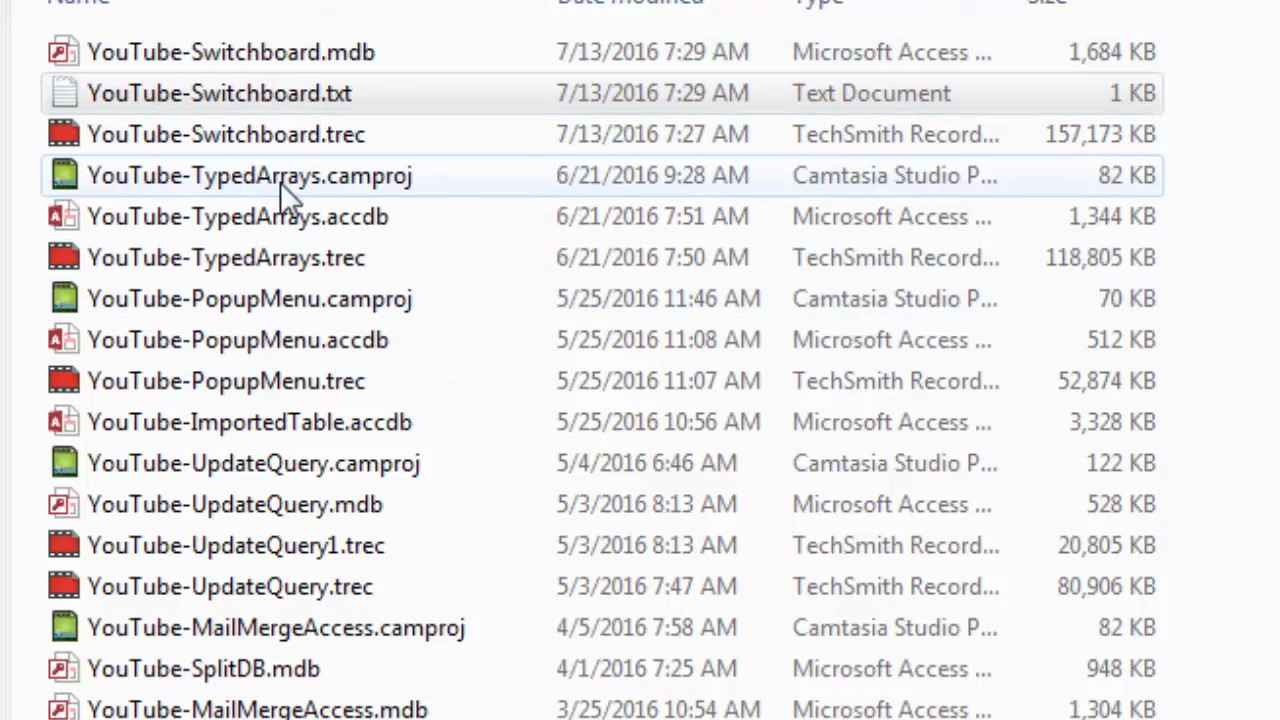 Name Date modified Type Size
YouTube-Switchboard.mdb 7/13/2016 7:29 AM Microsoft Access ... 1,684 KB
YouTube-Switchboard.txt 7/13/2016 7:29 AM Text Document 1 KB
YouTube-Switchboard.trec 7/13/2016 7:27 AM TechSmith Record... 157,173 KB
YouTube-TypedArrays.camproj 6/21/2016 9:28 AM Camtasia Studio P... 82 KB
YouTube-TypedArrays.accdb 6/21/2016 7:51 AM Microsoft Access ... 1,344 KB
YouTube-TypedArrays.trec 6/21/2016 7:50 AM TechSmith Record... 118,805 KB
YouTube-PopupMenu.camproj 5/25/2016 11:46 AM Camtasia Studio P... 70 KB
YouTube-PopupMenu.accdb 5/25/2016 11:08 AM Microsoft Access ... 512 KB
YouTube-PopupMenu.trec 5/25/2016 11:07 AM TechSmith Record... 52,874 KB
YouTube-ImportedTable.accdb 5/25/2016 10:56 AM Microsoft Access ... 3,328 KB
YouTube-UpdateQuery.camproj 5/4/2016 6:46 AM Camtasia Studio P... 122 KB
YouTube-UpdateQuery.mdb 5/3/2016 8:13 AM Microsoft Access ... 528 KB
YouTube-UpdateQuery1.trec 5/3/2016 8:13 AM TechSmith Record... 20,805 KB
YouTube-UpdateQuery.trec 5/3/2016 7:47 AM TechSmith Record... 80,906 KB
YouTube-MailMergeAccess.camproj 4/5/2016 7:58 AM Camtasia Studio P... 82 KB
YouTube-SplitDB.mdb 4/1/2016 7:25 AM Microsoft Access ... 948 KB
YouTube-MailMergeAccess.mdb 3/25/2016 10:54 AM Microsoft Access ... 1,304 KB